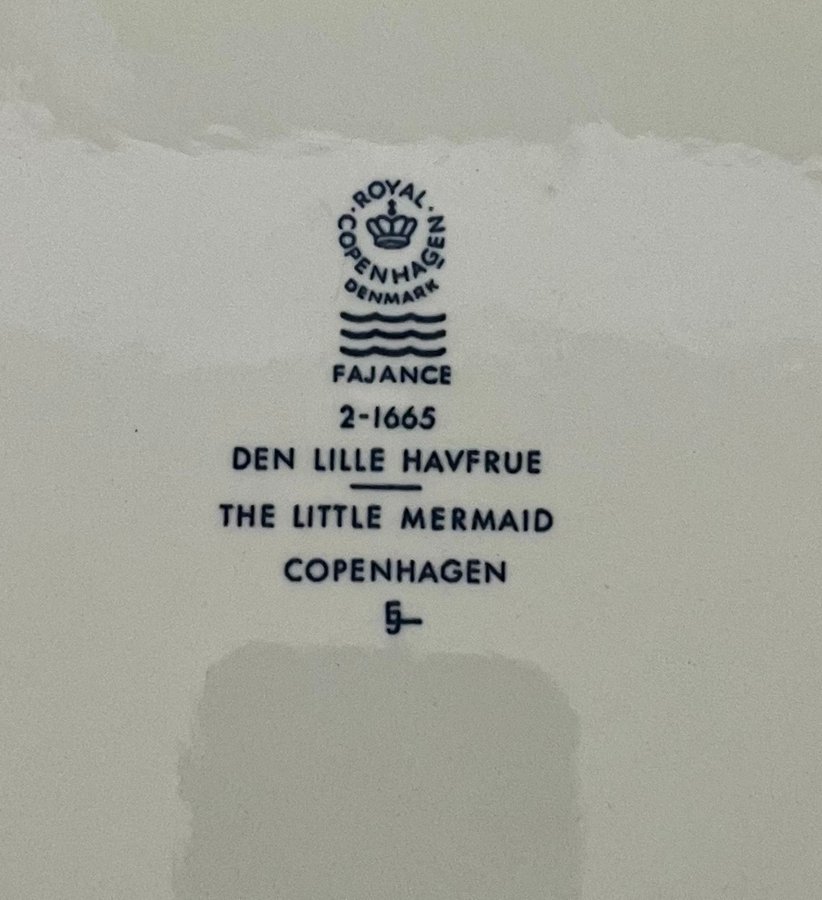 · ROYAL ·
COPENHAGEN
DENMARK
FAJANCE
2-1665
DEN LILLE HAVFRUE
THE LITTLE MERMAID
COPENHAGEN